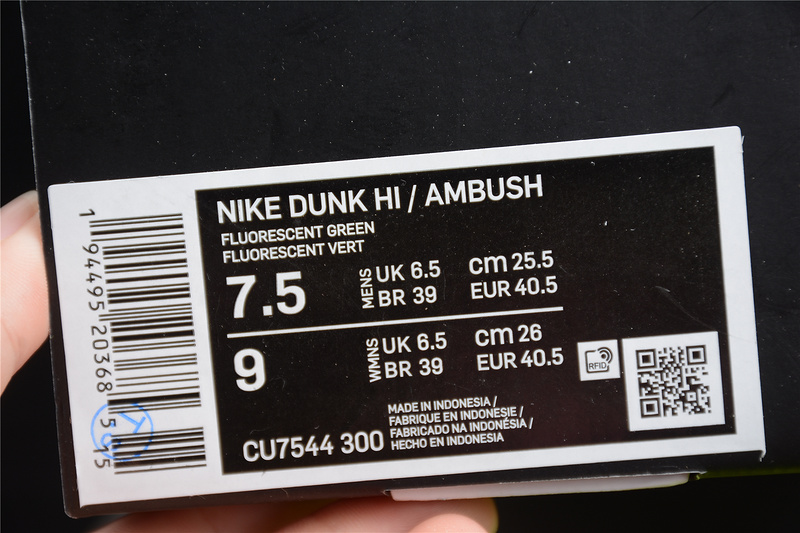 NIKE DUNK HI / AMBUSH
FLUORESCENT GREEN
FLUORESCENT VERT
7.5
MENS
UK 6.5
BR 39
cm 25.5
EUR 40.5
9
WMNS
UK 6.5
BR 39
cm 26
EUR 40.5
RFID
CU7544 300
MADE IN INDONESIA /
FABRIQUE EN INDONESIE /
FABRICADO NA INDONÉSIA /
HECHO EN INDONESIA
1 94495 20368